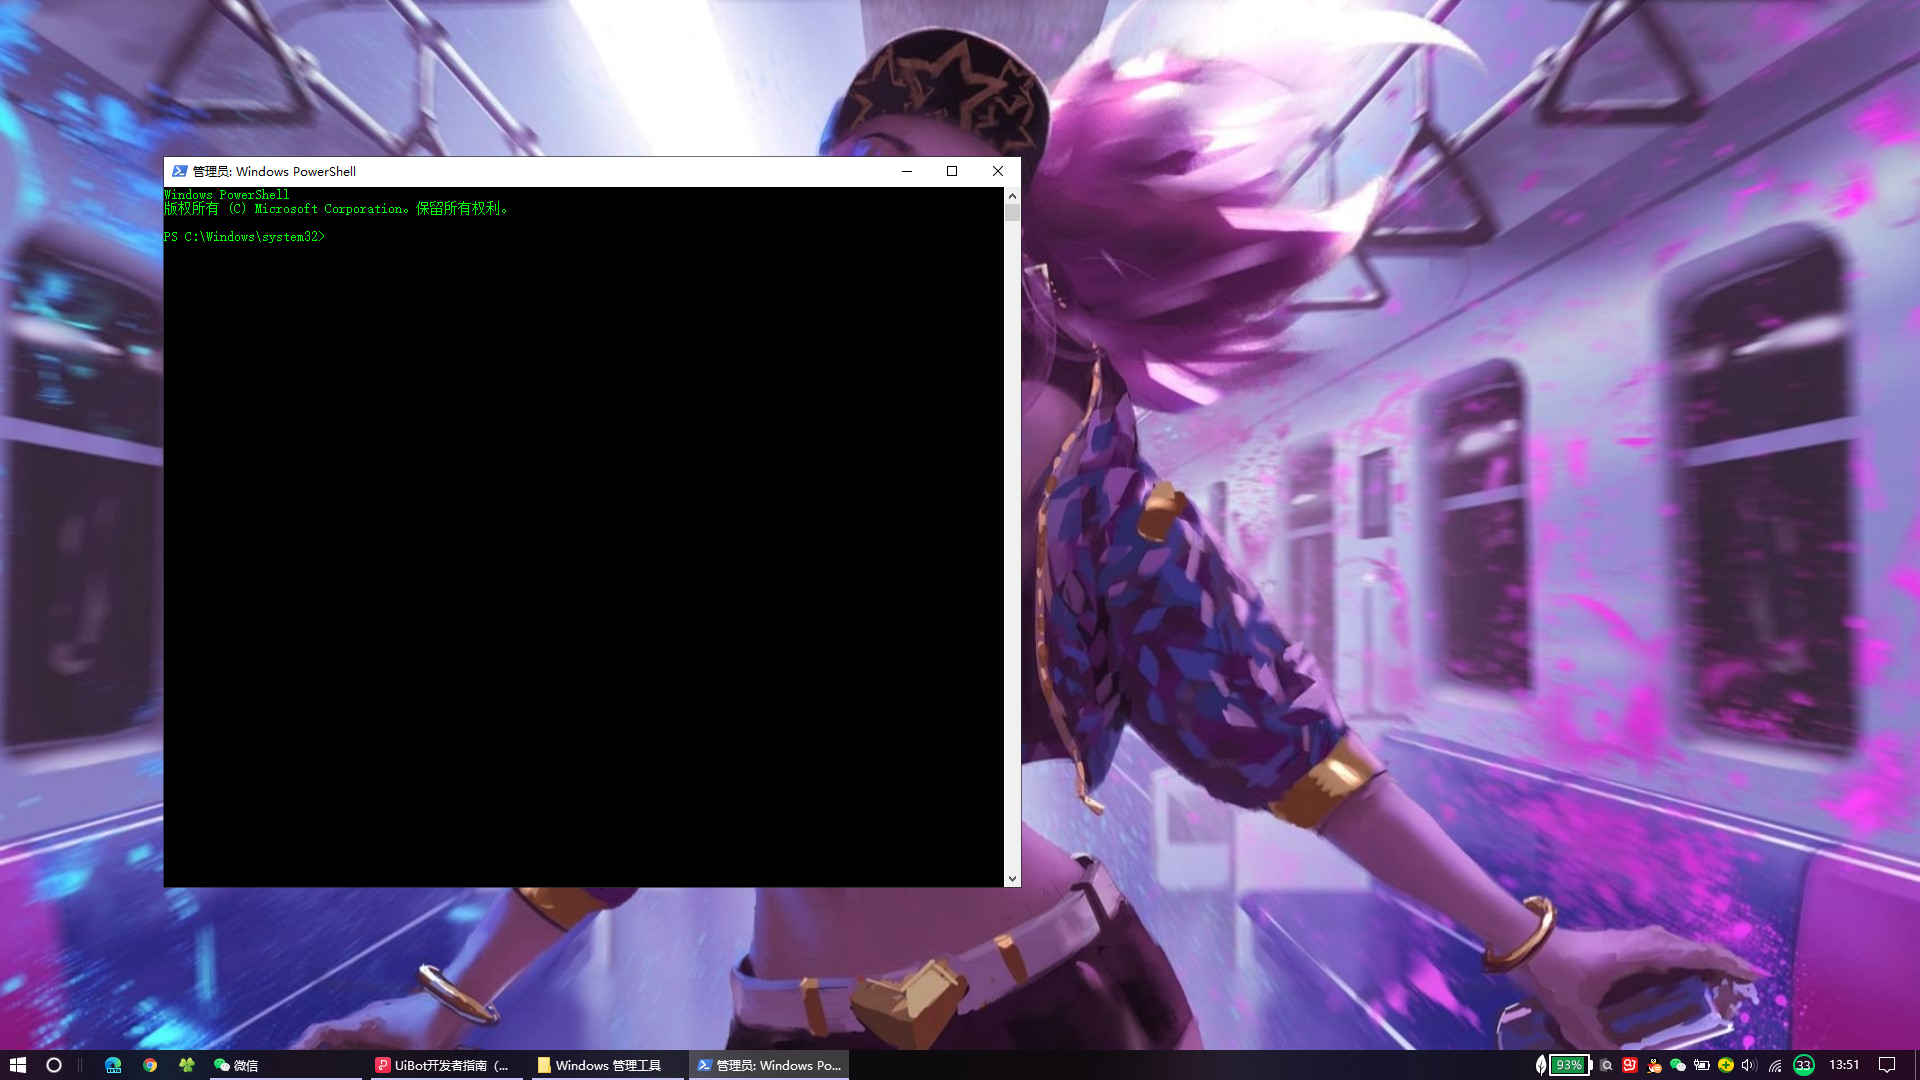 管理员: Windows PowerShell
Windows PowerShell
版权所有 (C) Microsoft Corporation。保留所有权利。
PS C:\Windows\system32>
微信
UiBot开发者指南（...
Windows 管理工具
管理员: Windows Po...
93%
33
13:51